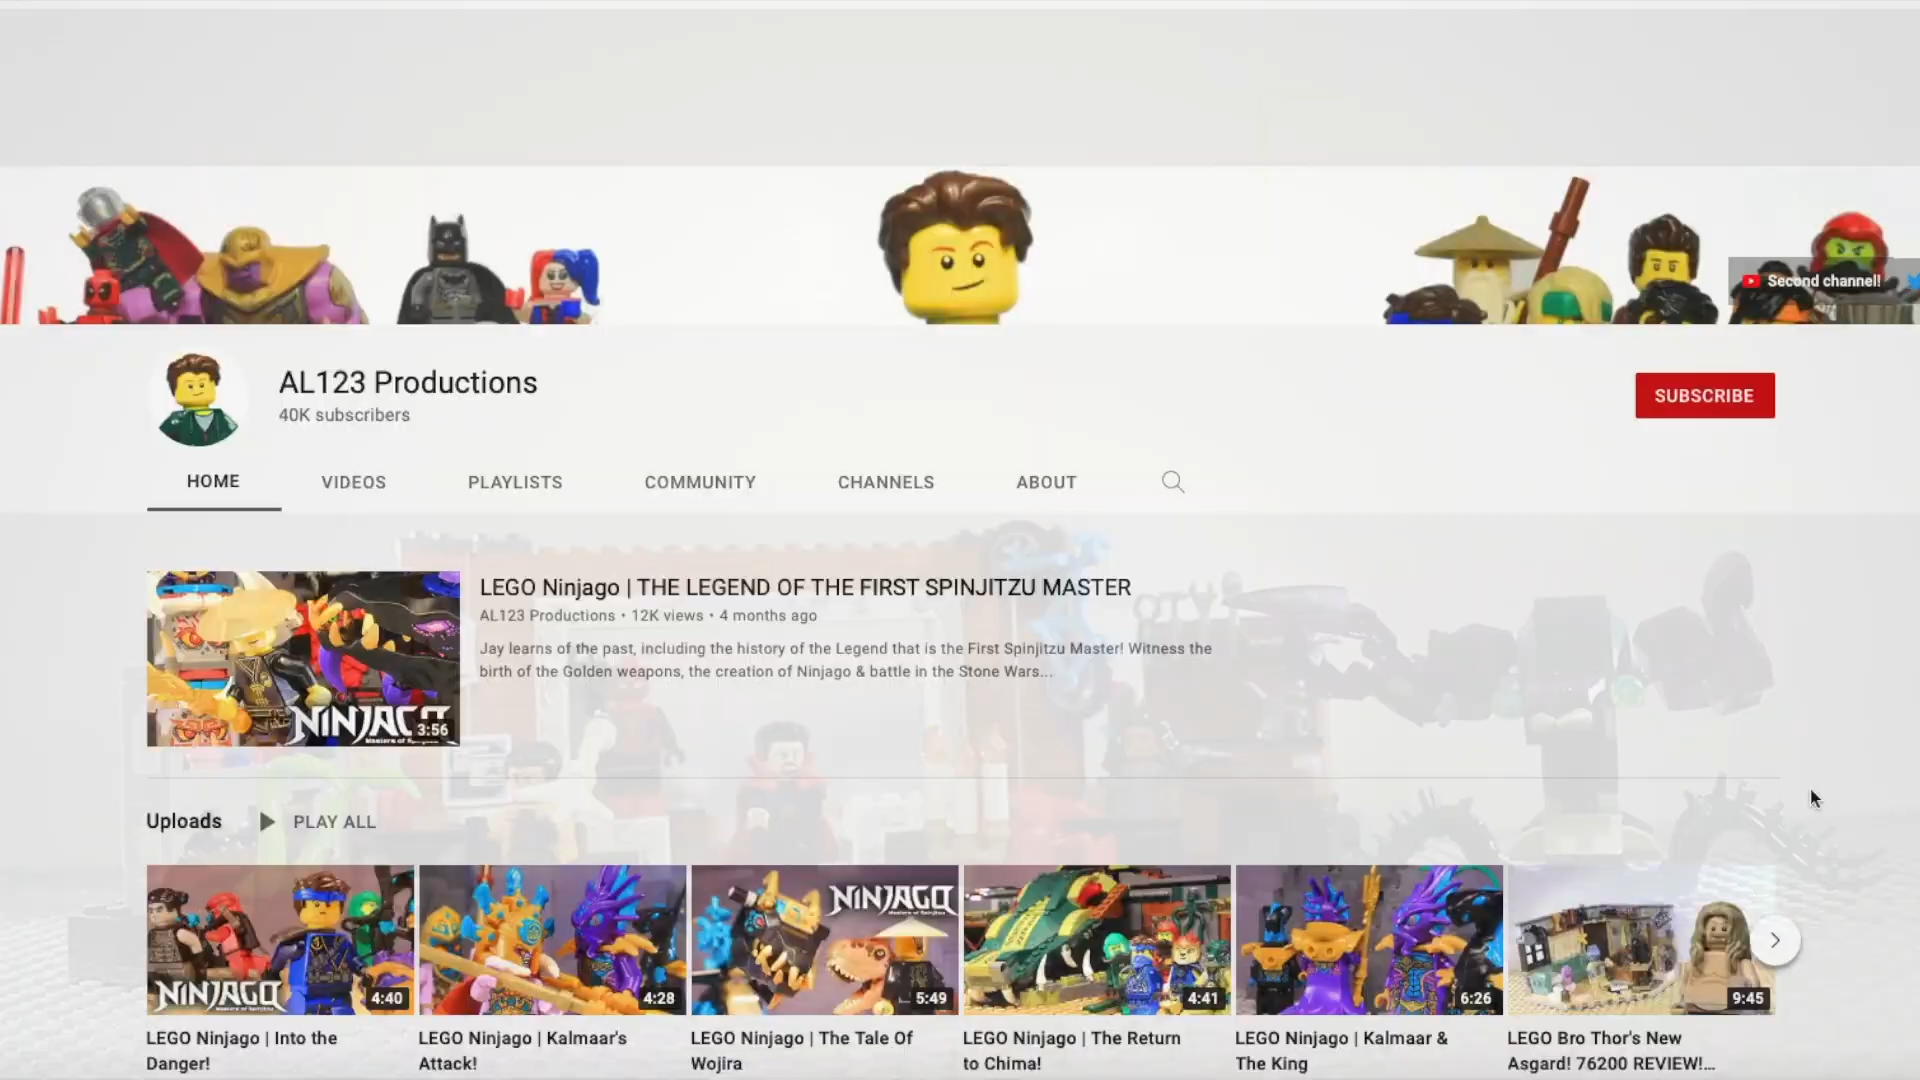 Second channel!
AL123 Productions
40K subscribers
SUBSCRIBE
HOME VIDEOS PLAYLISTS COMMUNITY CHANNELS ABOUT
LEGO Ninjago | THE LEGEND OF THE FIRST SPINJITZU MASTER
AL123 Productions • 12K views • 4 months ago
Jay learns of the past, including the history of the Legend that is the First Spinjitzu Master! Witness the
birth of the Golden weapons, the creation of Ninjago & battle in the Stone Wars...
NINJAGO
3:56
Uploads PLAY ALL
NINJAGO
4:40
4:28
NINJAGO
Masters of Spinjitzu
5:49
4:41
6:26
9:45
LEGO Ninjago | Into the
Danger!
LEGO Ninjago | Kalmaar's
Attack!
LEGO Ninjago | The Tale Of
Wojira
LEGO Ninjago | The Return
to Chima!
LEGO Ninjago | Kalmaar &
The King
LEGO Bro Thor's New
Asgard! 76200 REVIEW!...